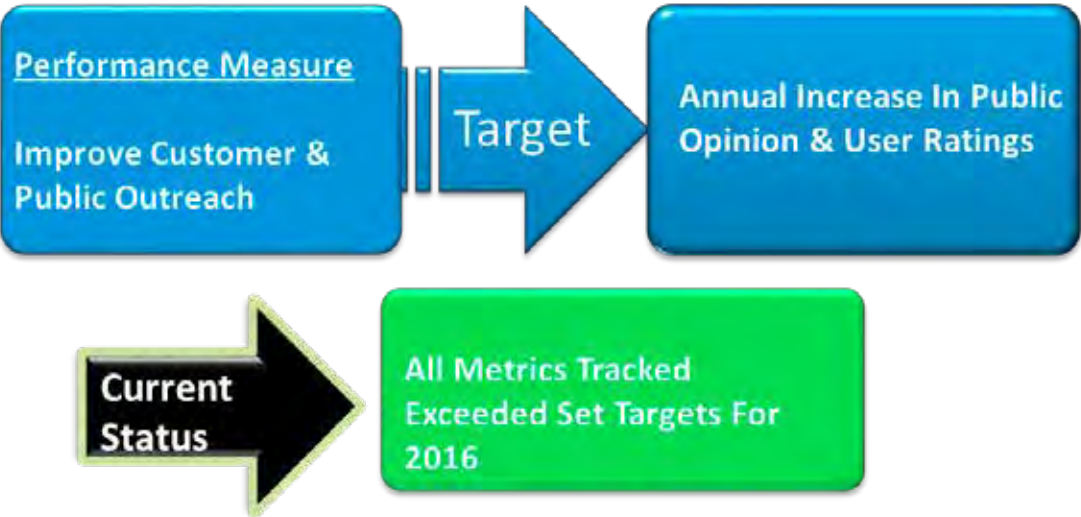 Performance Measure
Improve Customer &
Public Outreach
Target
Annual Increase In Public
Opinion & User Ratings
Current
Status
All Metrics Tracked
Exceeded Set Targets For
2016